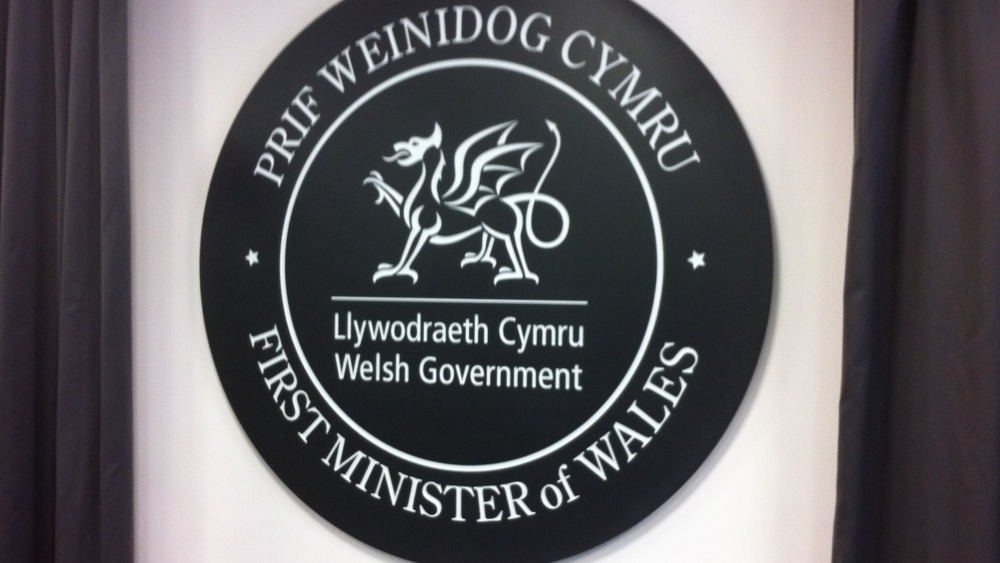 PRIF WEINIDOG CYMRU
Llywodraeth Cymru
Welsh Government
FIRST MINISTER of WALES